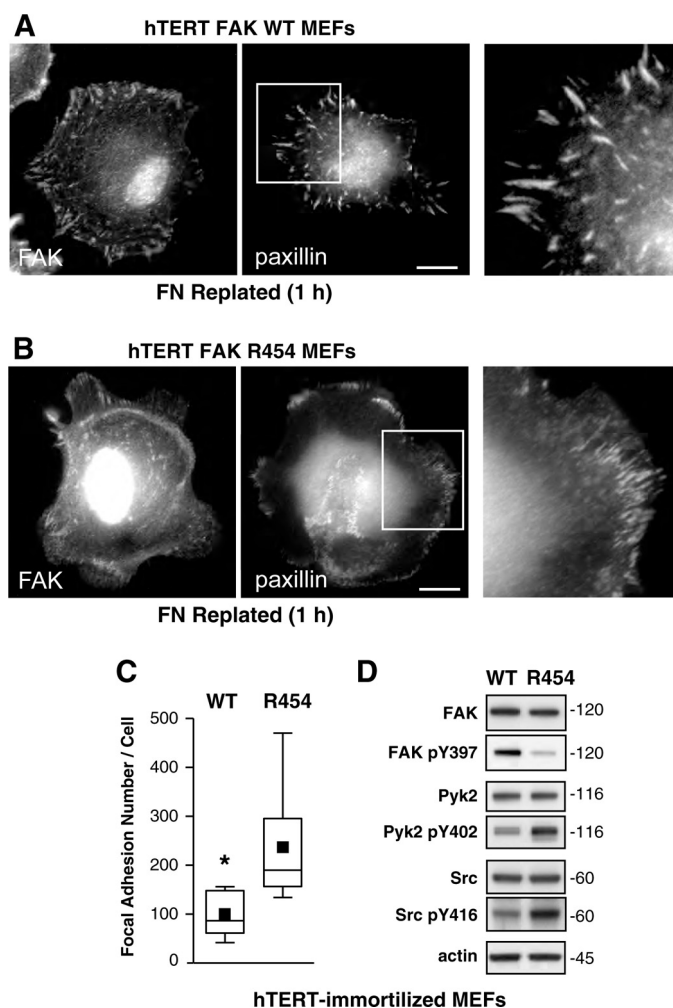 A
hTERT FAK WT MEFs
FAK
paxillin
FN Replated (1 h)
B
hTERT FAK R454 MEFs
FAK
paxillin
FN Replated (1 h)
C
WT R454
Focal Adhesion Number / Cell
500
400
300
200
100
0
*
D
WT R454
FAK -120
FAK pY397 -120
Pyk2 -116
Pyk2 pY402 -116
Src -60
Src pY416 -60
actin -45
hTERT-immortilized MEFs